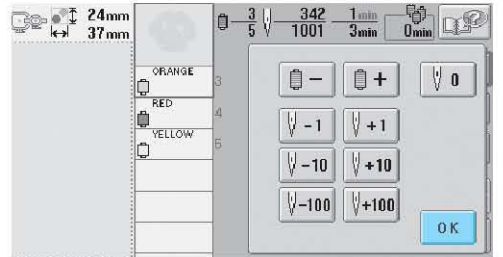 24mm
37mm
3 342 1min
5 1001 3min 0min
ORANGE
3
RED
4
YELLOW
5
− + 0
−1 +1
−10 +10
−100 +100
OK